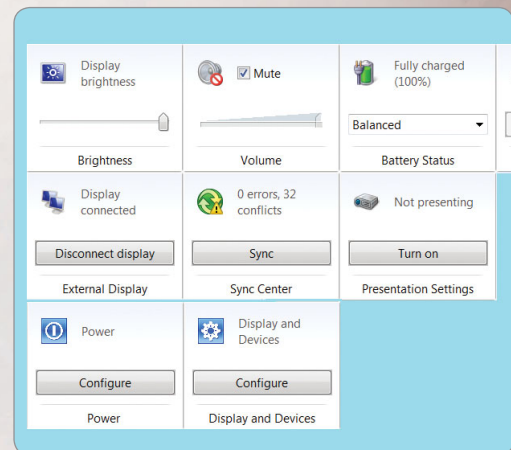 Display
brightness
Brightness
Mute
Volume
Fully charged
(100%)
Balanced
Battery Status
Display
connected
Disconnect display
External Display
0 errors, 32
conflicts
Sync
Sync Center
Not presenting
Turn on
Presentation Settings
Power
Configure
Power
Display and
Devices
Configure
Display and Devices